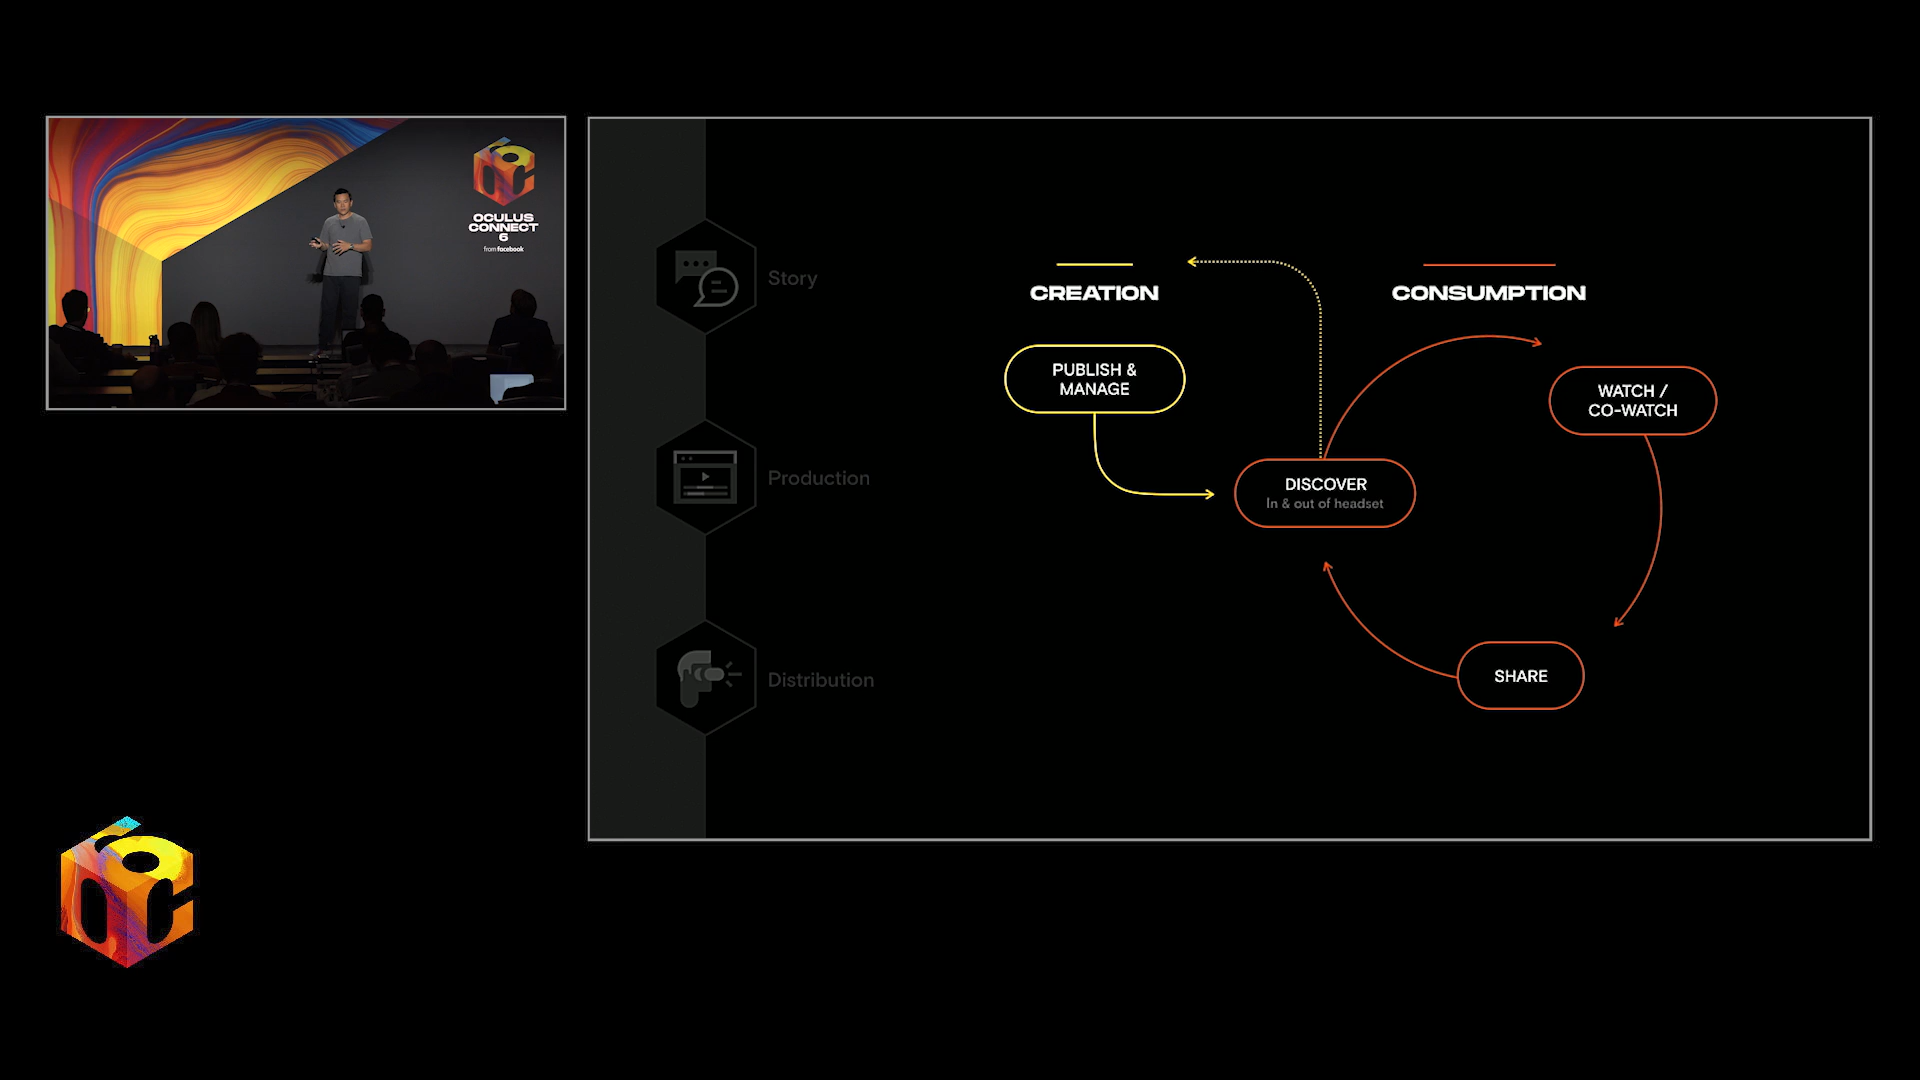 OCULUS
CONNECT
6
from facebook
Story
Production
Distribution
CREATION
PUBLISH &
MANAGE
CONSUMPTION
WATCH /
CO-WATCH
DISCOVER
In & out of headset
SHARE